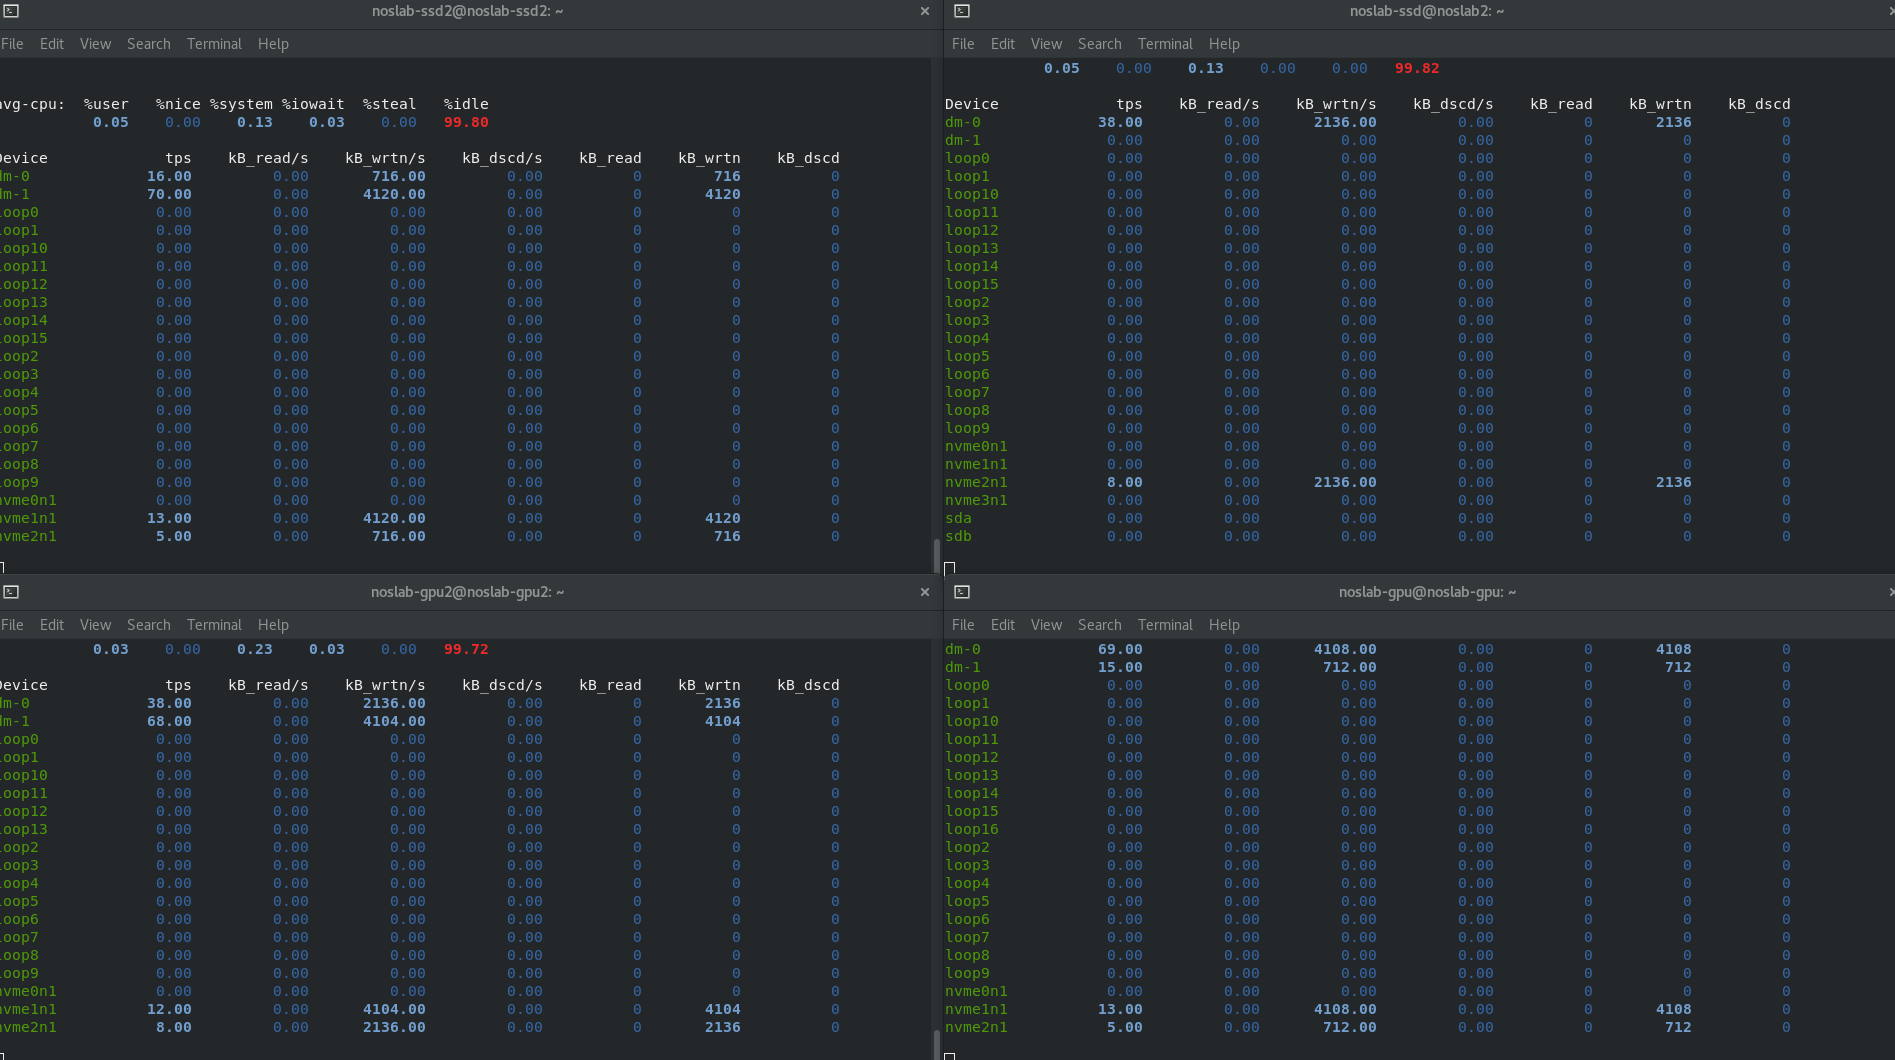 noslab-ssd2@noslab-ssd2: ~
File Edit View Search Terminal Help
avg-cpu: %user %nice %system %iowait %steal %idle
0.05 0.00 0.13 0.03 0.00 99.80
Device tps kB_read/s kB_wrtn/s kB_dscd/s kB_read kB_wrtn kB_dscd
dm-0 16.00 0.00 716.00 0.00 0 716 0
dm-1 70.00 0.00 4120.00 0.00 0 4120 0
loop0 0.00 0.00 0.00 0.00 0 0 0
loop1 0.00 0.00 0.00 0.00 0 0 0
loop10 0.00 0.00 0.00 0.00 0 0 0
loop11 0.00 0.00 0.00 0.00 0 0 0
loop12 0.00 0.00 0.00 0.00 0 0 0
loop13 0.00 0.00 0.00 0.00 0 0 0
loop14 0.00 0.00 0.00 0.00 0 0 0
loop15 0.00 0.00 0.00 0.00 0 0 0
loop2 0.00 0.00 0.00 0.00 0 0 0
loop3 0.00 0.00 0.00 0.00 0 0 0
loop4 0.00 0.00 0.00 0.00 0 0 0
loop5 0.00 0.00 0.00 0.00 0 0 0
loop6 0.00 0.00 0.00 0.00 0 0 0
loop7 0.00 0.00 0.00 0.00 0 0 0
loop8 0.00 0.00 0.00 0.00 0 0 0
loop9 0.00 0.00 0.00 0.00 0 0 0
nvme0n1 0.00 0.00 0.00 0.00 0 0 0
nvme1n1 13.00 0.00 4120.00 0.00 0 4120 0
nvme2n1 5.00 0.00 716.00 0.00 0 716 0
noslab-ssd@noslab2: ~
File Edit View Search Terminal Help
0.05 0.00 0.13 0.00 0.00 99.82
Device tps kB_read/s kB_wrtn/s kB_dscd/s kB_read kB_wrtn kB_dscd
dm-0 38.00 0.00 2136.00 0.00 0 2136 0
dm-1 0.00 0.00 0.00 0.00 0 0 0
loop0 0.00 0.00 0.00 0.00 0 0 0
loop1 0.00 0.00 0.00 0.00 0 0 0
loop10 0.00 0.00 0.00 0.00 0 0 0
loop11 0.00 0.00 0.00 0.00 0 0 0
loop12 0.00 0.00 0.00 0.00 0 0 0
loop13 0.00 0.00 0.00 0.00 0 0 0
loop14 0.00 0.00 0.00 0.00 0 0 0
loop15 0.00 0.00 0.00 0.00 0 0 0
loop2 0.00 0.00 0.00 0.00 0 0 0
loop3 0.00 0.00 0.00 0.00 0 0 0
loop4 0.00 0.00 0.00 0.00 0 0 0
loop5 0.00 0.00 0.00 0.00 0 0 0
loop6 0.00 0.00 0.00 0.00 0 0 0
loop7 0.00 0.00 0.00 0.00 0 0 0
loop8 0.00 0.00 0.00 0.00 0 0 0
loop9 0.00 0.00 0.00 0.00 0 0 0
nvme0n1 0.00 0.00 0.00 0.00 0 0 0
nvme1n1 0.00 0.00 0.00 0.00 0 0 0
nvme2n1 8.00 0.00 2136.00 0.00 0 2136 0
nvme3n1 0.00 0.00 0.00 0.00 0 0 0
sda 0.00 0.00 0.00 0.00 0 0 0
sdb 0.00 0.00 0.00 0.00 0 0 0
noslab-gpu2@noslab-gpu2: ~
File Edit View Search Terminal Help
0.03 0.00 0.23 0.03 0.00 99.72
Device tps kB_read/s kB_wrtn/s kB_dscd/s kB_read kB_wrtn kB_dscd
dm-0 38.00 0.00 2136.00 0.00 0 2136 0
dm-1 68.00 0.00 4104.00 0.00 0 4104 0
loop0 0.00 0.00 0.00 0.00 0 0 0
loop1 0.00 0.00 0.00 0.00 0 0 0
loop10 0.00 0.00 0.00 0.00 0 0 0
loop11 0.00 0.00 0.00 0.00 0 0 0
loop12 0.00 0.00 0.00 0.00 0 0 0
loop13 0.00 0.00 0.00 0.00 0 0 0
loop2 0.00 0.00 0.00 0.00 0 0 0
loop3 0.00 0.00 0.00 0.00 0 0 0
loop4 0.00 0.00 0.00 0.00 0 0 0
loop5 0.00 0.00 0.00 0.00 0 0 0
loop6 0.00 0.00 0.00 0.00 0 0 0
loop7 0.00 0.00 0.00 0.00 0 0 0
loop8 0.00 0.00 0.00 0.00 0 0 0
loop9 0.00 0.00 0.00 0.00 0 0 0
nvme0n1 0.00 0.00 0.00 0.00 0 0 0
nvme1n1 12.00 0.00 4104.00 0.00 0 4104 0
nvme2n1 8.00 0.00 2136.00 0.00 0 2136 0
noslab-gpu@noslab-gpu: ~
File Edit View Search Terminal Help
dm-0 69.00 0.00 4108.00 0.00 0 4108 0
dm-1 15.00 0.00 712.00 0.00 0 712 0
loop0 0.00 0.00 0.00 0.00 0 0 0
loop1 0.00 0.00 0.00 0.00 0 0 0
loop10 0.00 0.00 0.00 0.00 0 0 0
loop11 0.00 0.00 0.00 0.00 0 0 0
loop12 0.00 0.00 0.00 0.00 0 0 0
loop13 0.00 0.00 0.00 0.00 0 0 0
loop14 0.00 0.00 0.00 0.00 0 0 0
loop15 0.00 0.00 0.00 0.00 0 0 0
loop16 0.00 0.00 0.00 0.00 0 0 0
loop2 0.00 0.00 0.00 0.00 0 0 0
loop3 0.00 0.00 0.00 0.00 0 0 0
loop4 0.00 0.00 0.00 0.00 0 0 0
loop5 0.00 0.00 0.00 0.00 0 0 0
loop6 0.00 0.00 0.00 0.00 0 0 0
loop7 0.00 0.00 0.00 0.00 0 0 0
loop8 0.00 0.00 0.00 0.00 0 0 0
loop9 0.00 0.00 0.00 0.00 0 0 0
nvme0n1 0.00 0.00 0.00 0.00 0 0 0
nvme1n1 13.00 0.00 4108.00 0.00 0 4108 0
nvme2n1 5.00 0.00 712.00 0.00 0 712 0